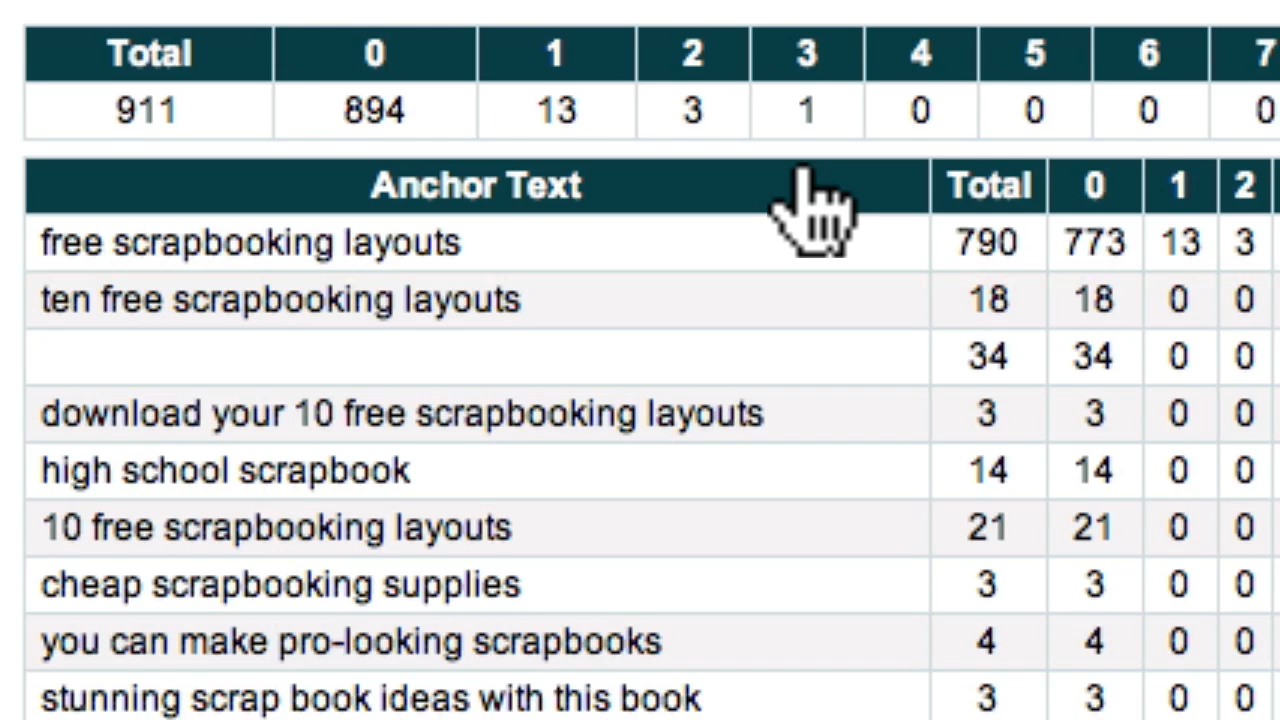 Total 0 1 2 3 4 5 6 7
911 894 13 3 1 0 0 0 0
Anchor Text Total 0 1 2
free scrapbooking layouts 790 773 13 3
ten free scrapbooking layouts 18 18 0 0
34 34 0 0
download your 10 free scrapbooking layouts 3 3 0 0
high school scrapbook 14 14 0 0
10 free scrapbooking layouts 21 21 0 0
cheap scrapbooking supplies 3 3 0 0
you can make pro-looking scrapbooks 4 4 0 0
stunning scrap book ideas with this book 3 3 0 0